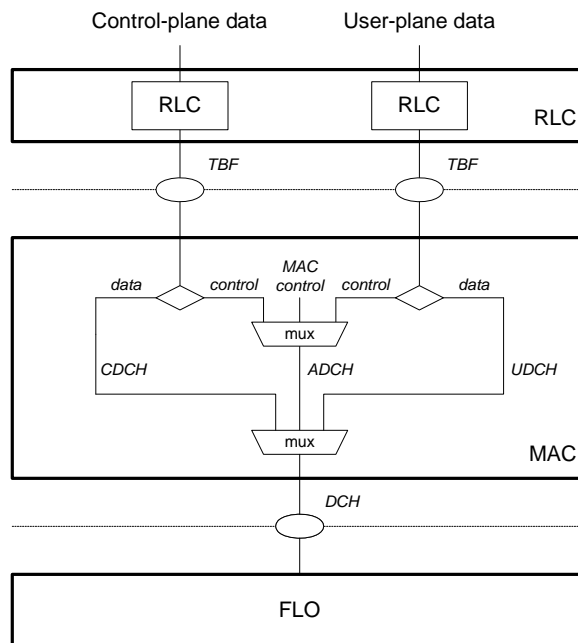 Control-plane data
User-plane data
RLC
RLC
RLC
TBF
TBF
data
control
MAC
control
control
data
mux
CDCH
ADCH
UDCH
mux
MAC
DCH
FLO